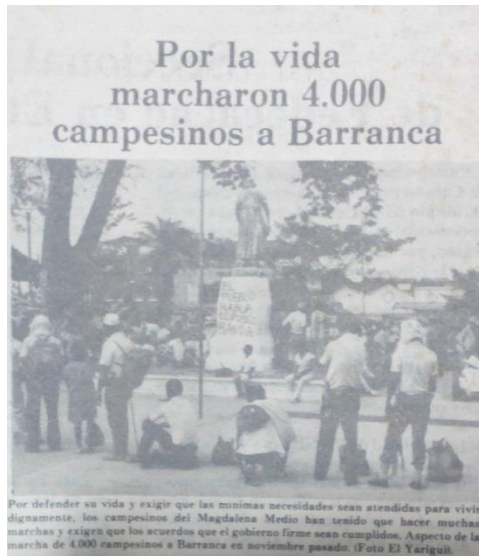 Por la vida
marcharon 4.000
campesinos a Barranca
EL
PUEBLO
HABLA
Por defender su vida y exigir que las mínimas necesidades sean atendidas para vivir
dignamente, los campesinos del Magdalena Medio han tenido que hacer muchas
marchas y exigen que los acuerdos que el gobierno firme sean cumplidos. Aspecto de la
marcha de 4.000 campesinos a Barranca en noviembre pasado. (Foto El Yariguí).